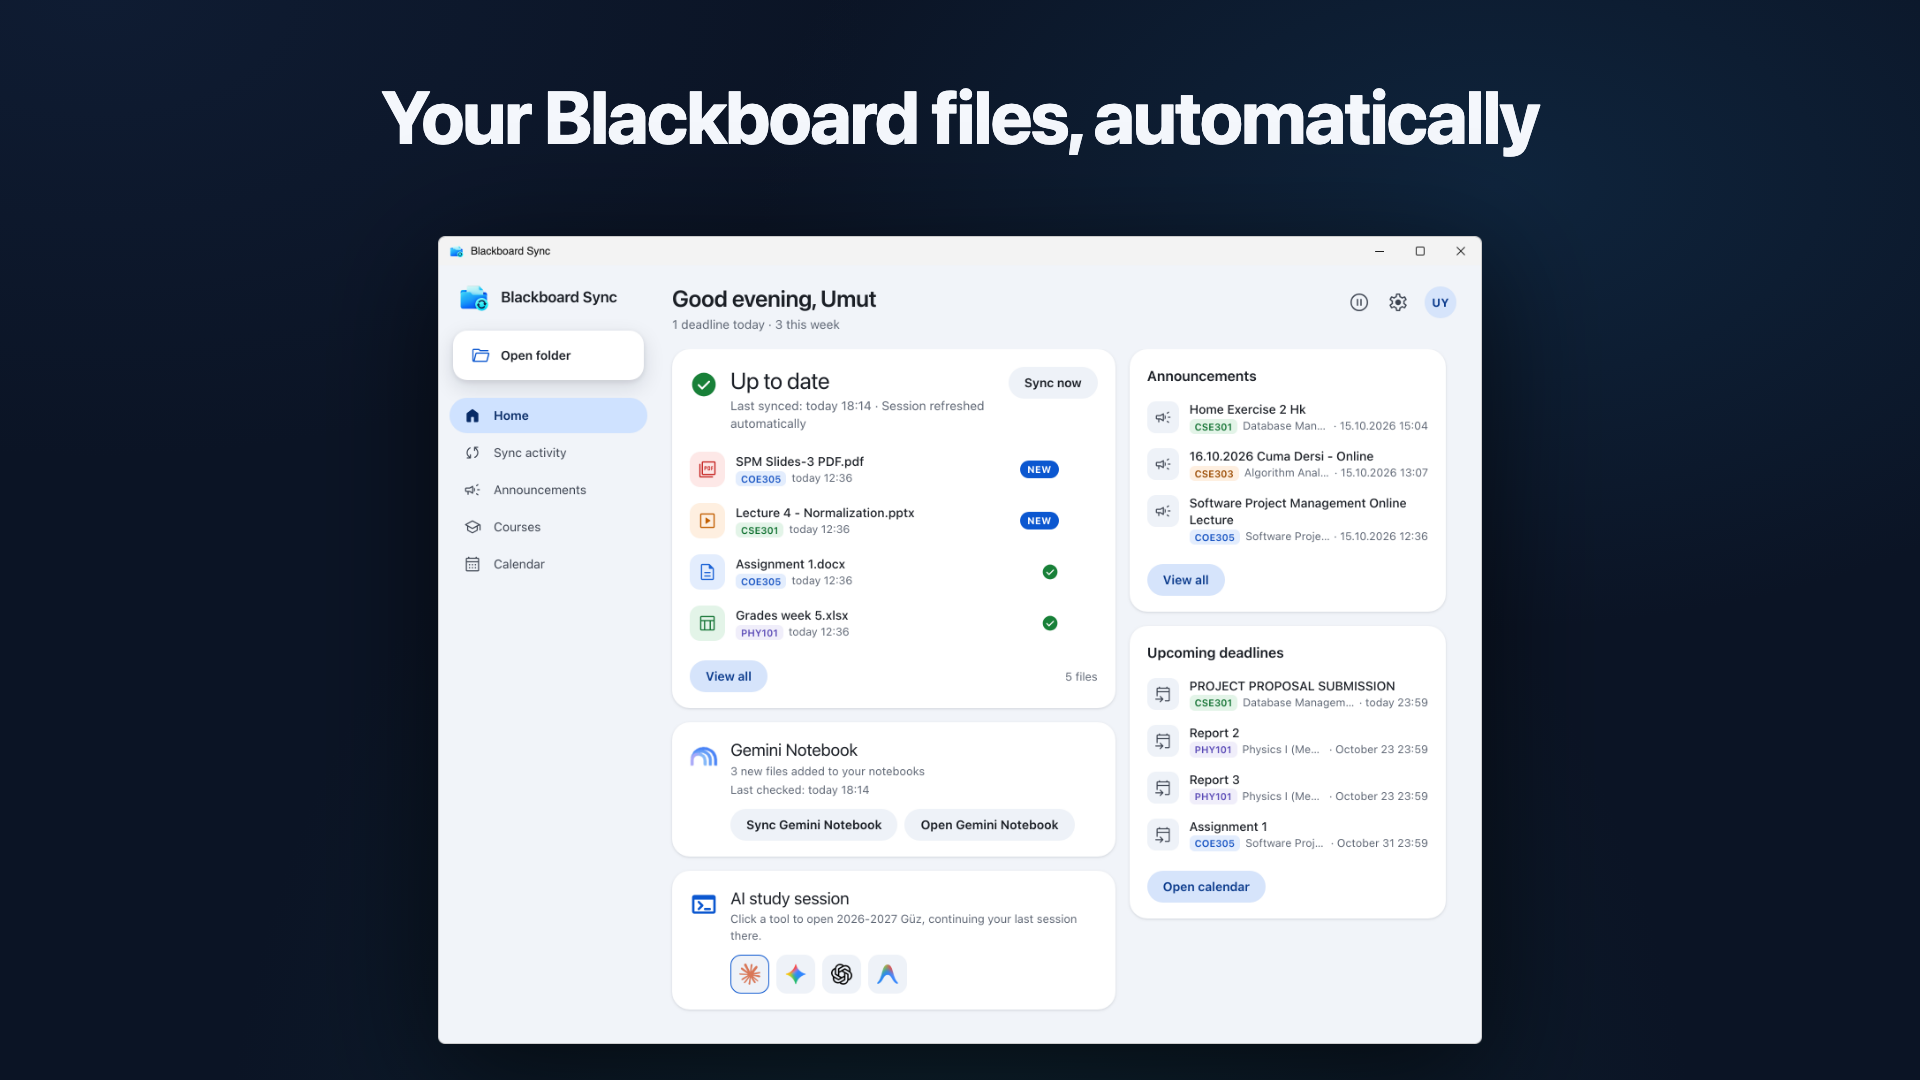 Your Blackboard files, automatically
Blackboard Sync
Blackboard Sync
Open folder
Home
Sync activity
Announcements
Courses
Calendar
Good evening, Umut
1 deadline today · 3 this week
UY
Up to date
Sync now
Last synced: today 18:14 · Session refreshed
automatically
PDF
SPM Slides-3 PDF.pdf
COE305 today 12:36
NEW
Lecture 4 - Normalization.pptx
CSE301 today 12:36
NEW
Assignment 1.docx
COE305 today 12:36
Grades week 5.xlsx
PHY101 today 12:36
View all
5 files
Gemini Notebook
3 new files added to your notebooks
Last checked: today 18:14
Sync Gemini Notebook
Open Gemini Notebook
AI study session
Click a tool to open 2026-2027 Güz, continuing your last session
there.
Announcements
Home Exercise 2 Hk
CSE301 Database Man... · 15.10.2026 15:04
16.10.2026 Cuma Dersi - Online
CSE303 Algorithm Anal... · 15.10.2026 13:07
Software Project Management Online
Lecture
COE305 Software Proje... · 15.10.2026 12:36
View all
Upcoming deadlines
PROJECT PROPOSAL SUBMISSION
CSE301 Database Managem... · today 23:59
Report 2
PHY101 Physics I (Me... · October 23 23:59
Report 3
PHY101 Physics I (Me... · October 23 23:59
Assignment 1
COE305 Software Proj... · October 31 23:59
Open calendar